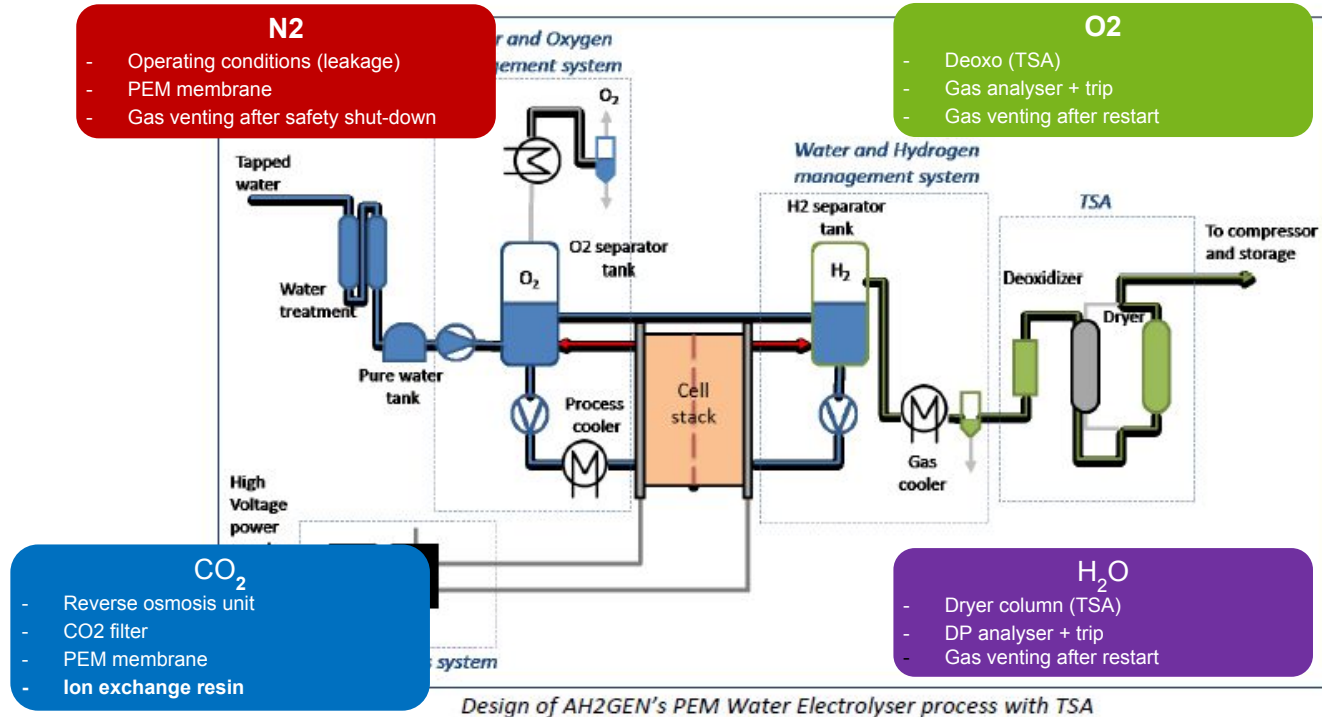 N2
- Operating conditions (leakage)
- PEM membrane
- Gas venting after safety shut-down
O2
- Deoxo (TSA)
- Gas analyser + trip
- Gas venting after restart
r and Oxygen
gement system
O₂
Tapped
water
Water
treatment
Pure water
tank
O2 separator
tank
O₂
Process
cooler
Cell
stack
Water and Hydrogen
management system
H2 separator
tank
H₂
Gas
cooler
TSA
Deoxidizer
Dryer
To compressor
and storage
High
Voltage
power
CO₂
- Reverse osmosis unit
- CO2 filter
- PEM membrane
- Ion exchange resin
s system
H₂O
- Dryer column (TSA)
- DP analyser + trip
- Gas venting after restart
Design of AH2GEN's PEM Water Electrolyser process with TSA